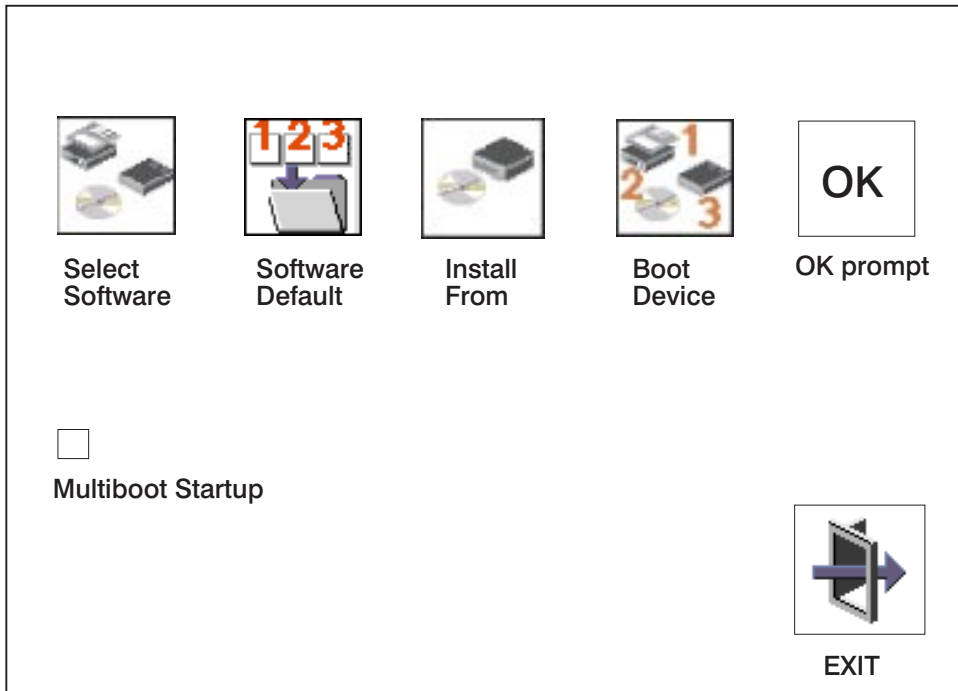 1 2 3
1
2
3
OK
Select
Software
Software
Default
Install
From
Boot
Device
OK prompt
Multiboot Startup
EXIT